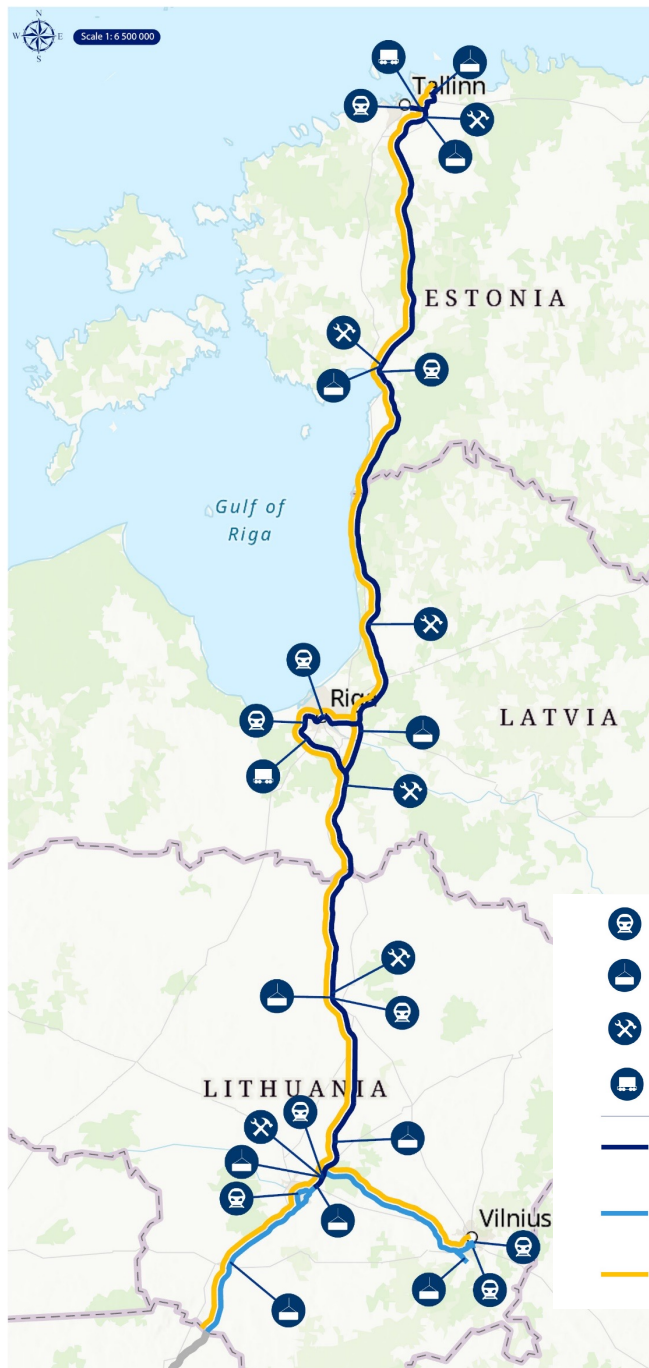 N
W E
S
Scale 1: 6 500 000
Tallinn
ESTONIA
Gulf of
Riga
Riga
LATVIA
LITHUANIA
Vilnius